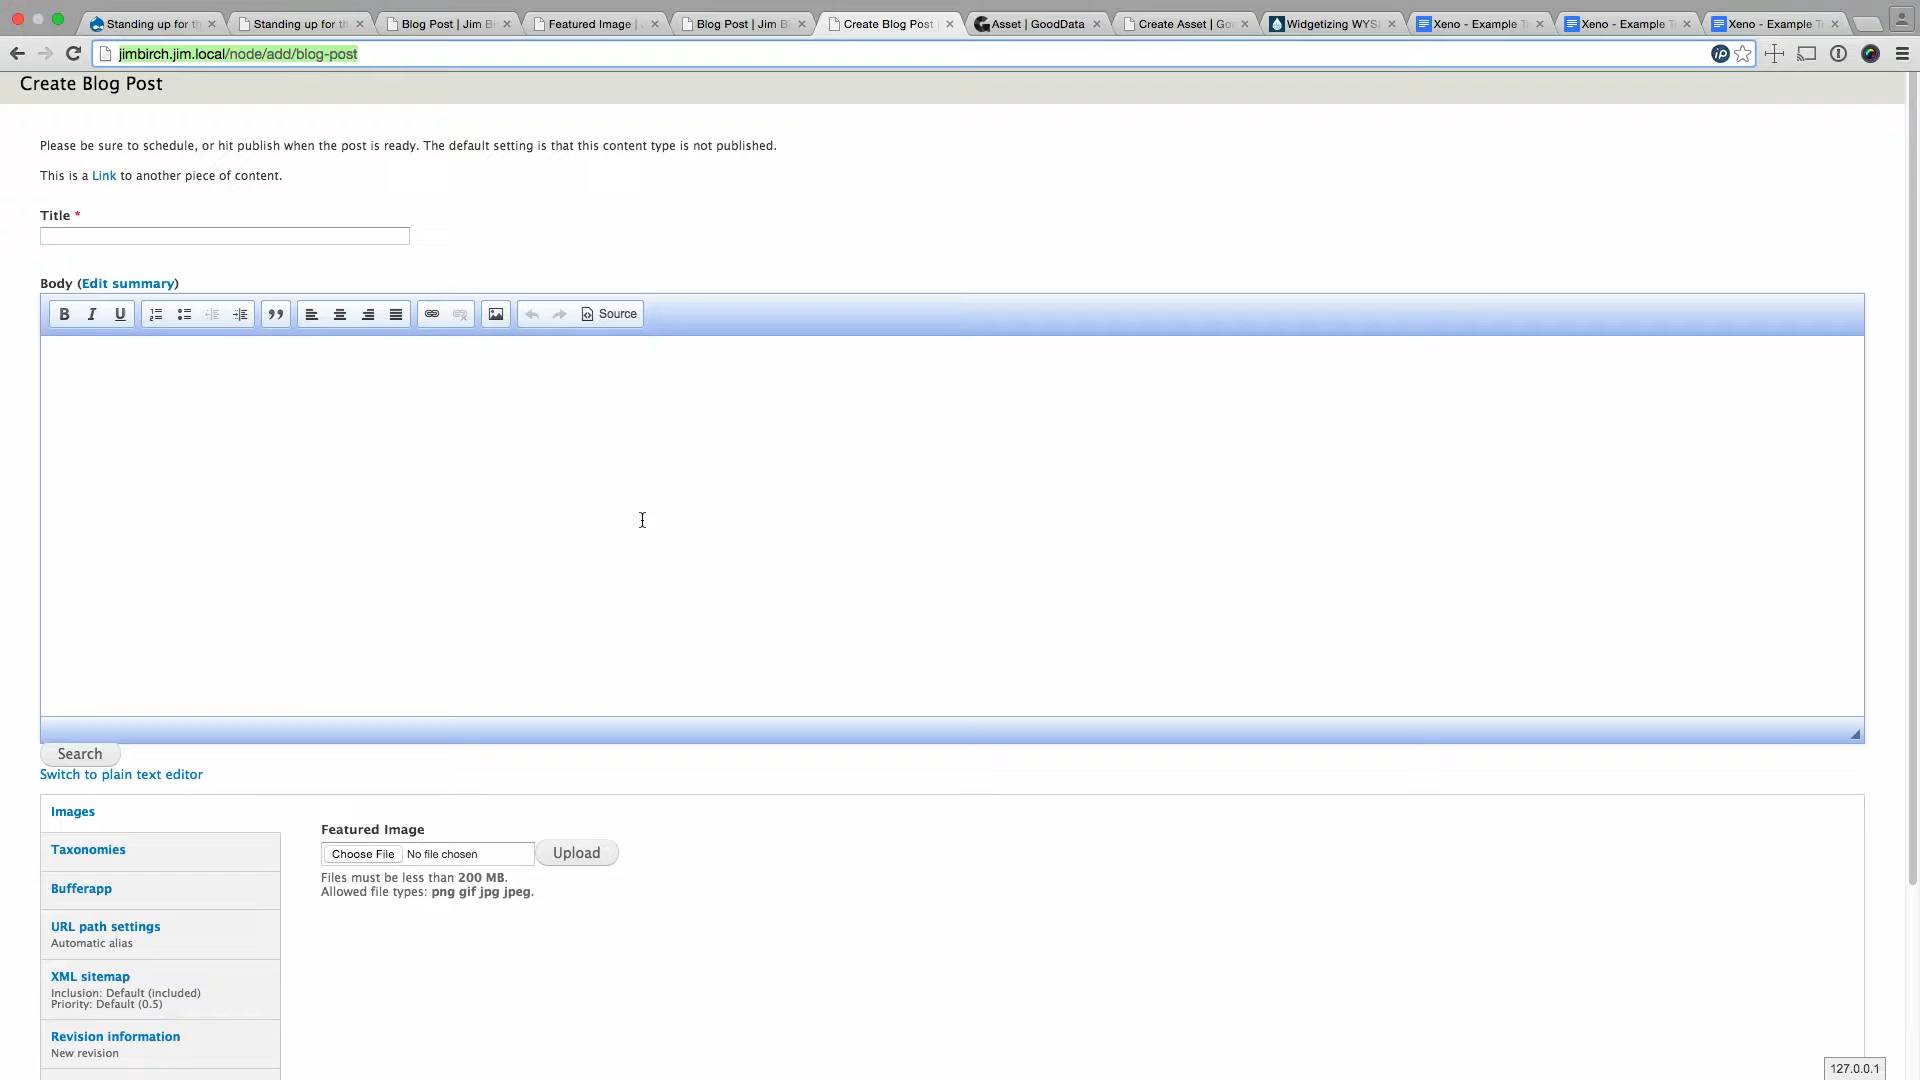 Standing up for th
Standing up for th
Blog Post | Jim Bi
Featured Image |
Blog Post | Jim Bi
Create Blog Post
Asset | GoodData
Create Asset | Go
Widgetizing WYS
Xeno - Example T
Xeno - Example T
Xeno - Example T
jimbirch.jim.local/node/add/blog-post
Create Blog Post
Please be sure to schedule, or hit publish when the post is ready. The default setting is that this content type is not published.
This is a Link to another piece of content.
Title *
Body (Edit summary)
B I U Source
Search
Switch to plain text editor
Images
Featured Image
Choose File No file chosen Upload
Files must be less than 200 MB.
Allowed file types: png gif jpg jpeg.
Taxonomies
Bufferapp
URL path settings
Automatic alias
XML sitemap
Inclusion: Default (included)
Priority: Default (0.5)
Revision information
New revision
127.0.0.1